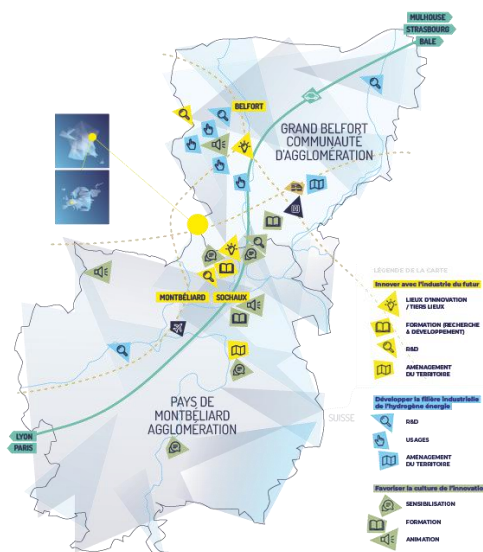 MULHOUSE
STRASBOURG
BALE
BELFORT
GRAND BELFORT
COMMUNAUTÉ
D'AGGLOMÉRATION
MONTBÉLIARD
SOCHAUX
PAYS DE
MONTBÉLIARD
AGGLOMÉRATION
SUISSE
LYON
PARIS
LÉGENDE DE LA CARTE
Innover avec l'industrie du futur
LIEUX D'INNOVATION
/ TIERS LIEUX
FORMATION (RECHERCHE
& DÉVELOPPEMENT)
R&D
AMÉNAGEMENT
DU TERRITOIRE
Développer la filière industrielle
de l'hydrogène énergie
R&D
USAGES
AMÉNAGEMENT
DU TERRITOIRE
Favoriser la culture de l'innovation
SENSIBILISATION
FORMATION
ANIMATION